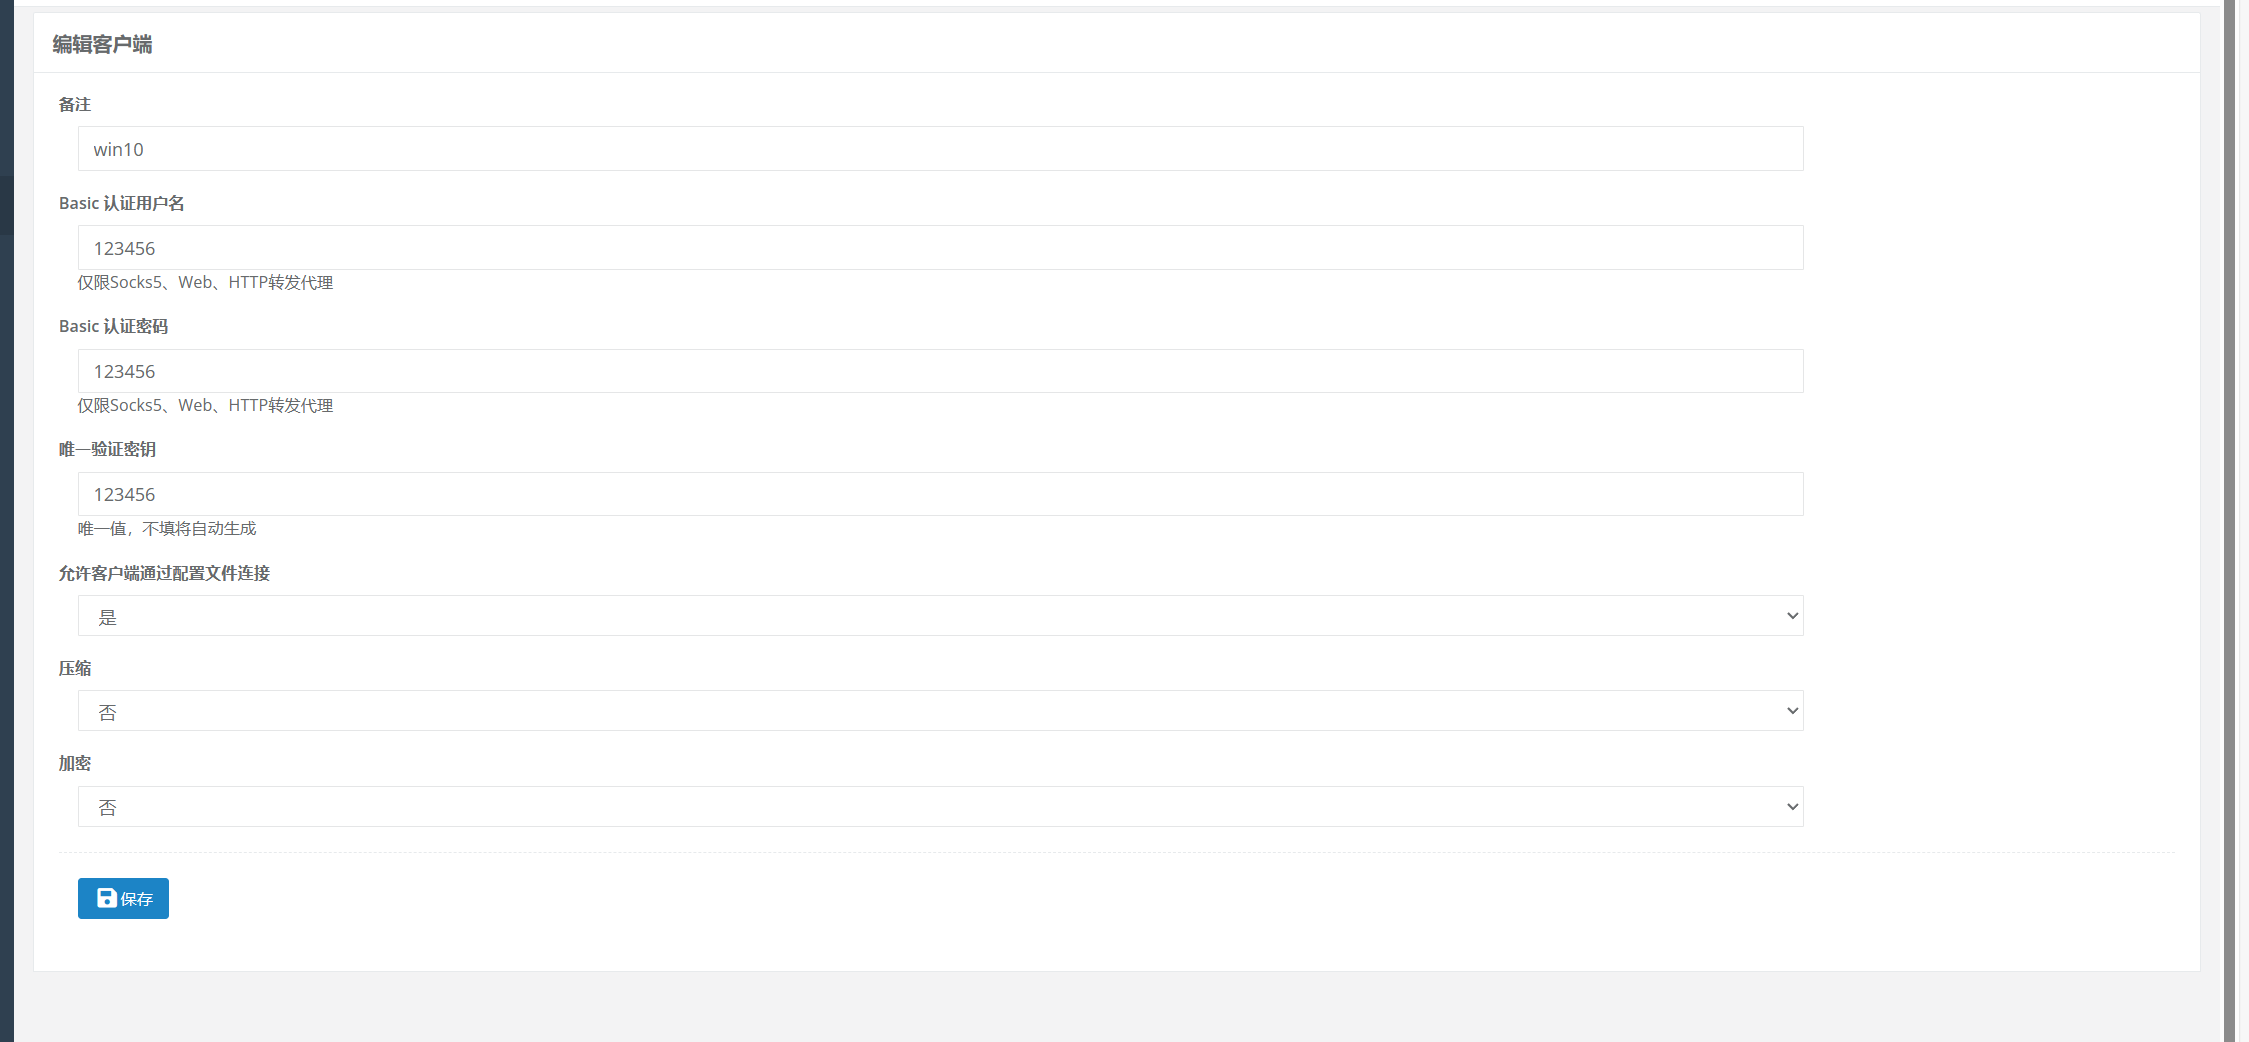 编辑客户端
备注
win10
Basic 认证用户名
123456
仅限Socks5、Web、HTTP转发代理
Basic 认证密码
123456
仅限Socks5、Web、HTTP转发代理
唯一验证密钥
123456
唯一值，不填将自动生成
允许客户端通过配置文件连接
是
压缩
否
加密
否
保存